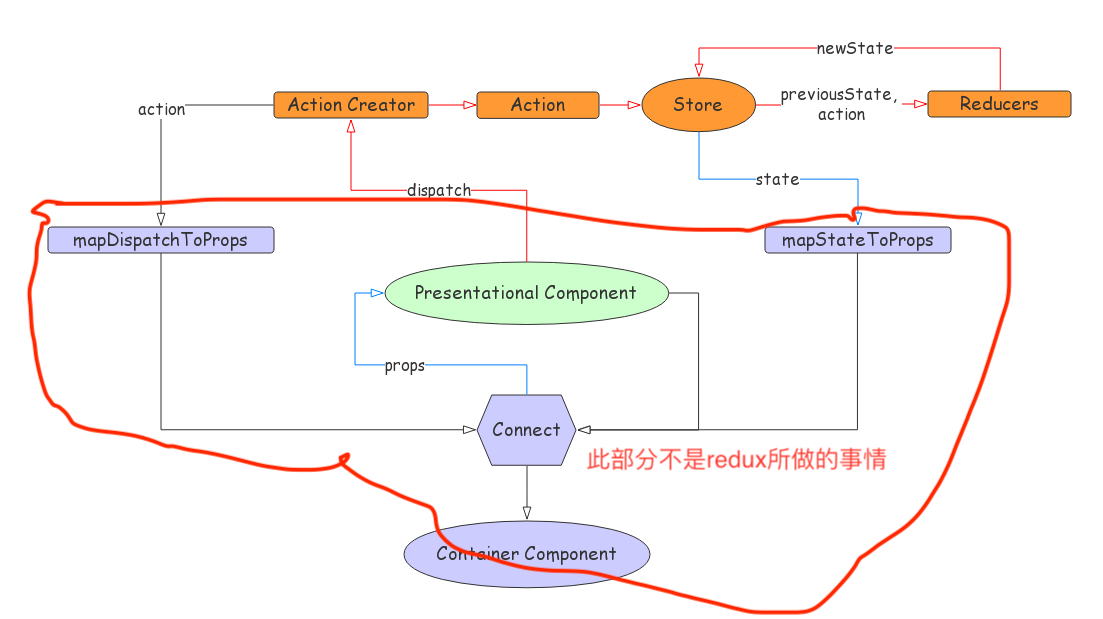 newState
action
Action Creator
Action
Store
previousState,
action
Reducers
dispatch
state
mapDispatchToProps
mapStateToProps
Presentational Component
props
Connect
此部分不是redux所做的事情
Container Component